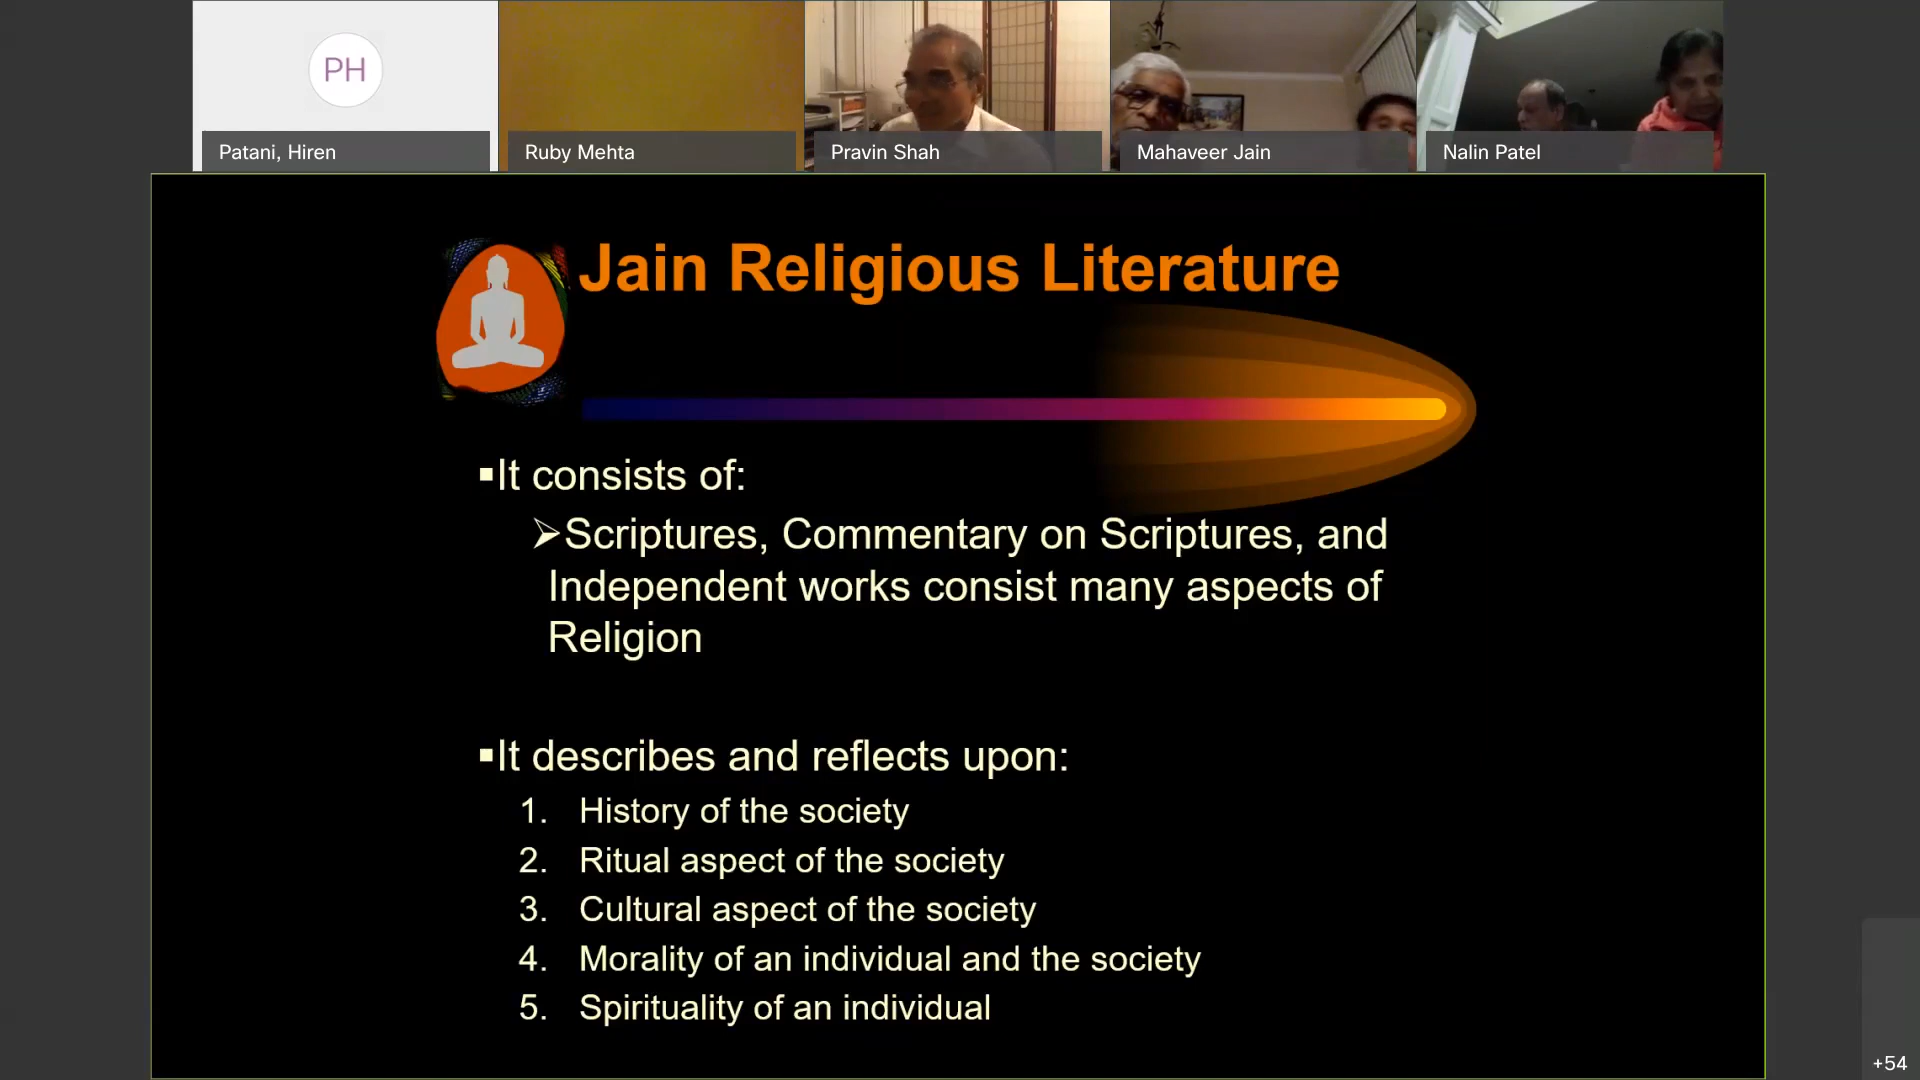 PH
Patani, Hiren
Ruby Mehta
Pravin Shah
Mahaveer Jain
Nalin Patel
Jain Religious Literature
▪It consists of:
➢Scriptures, Commentary on Scriptures, and
Independent works consist many aspects of
Religion
▪It describes and reflects upon:
1. History of the society
2. Ritual aspect of the society
3. Cultural aspect of the society
4. Morality of an individual and the society
5. Spirituality of an individual
+54